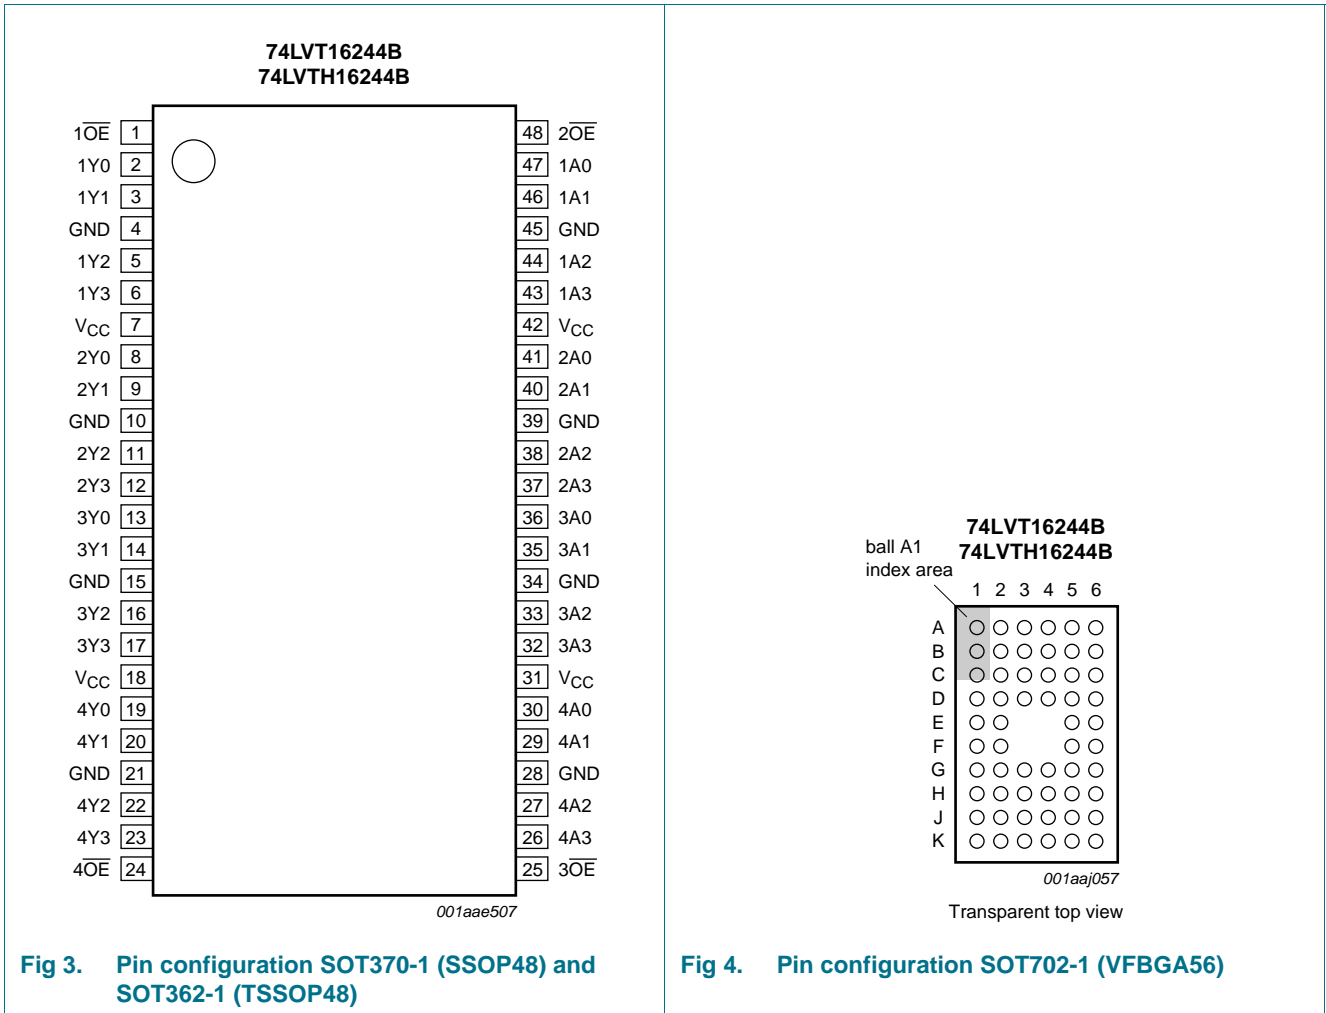 74LVT16244B
74LVTH16244B
1O̅E̅ 1 48 2O̅E̅
1Y0 2 47 1A0
1Y1 3 46 1A1
GND 4 45 GND
1Y2 5 44 1A2
1Y3 6 43 1A3
VCC 7 42 VCC
2Y0 8 41 2A0
2Y1 9 40 2A1
GND 10 39 GND
2Y2 11 38 2A2
2Y3 12 37 2A3
3Y0 13 36 3A0
3Y1 14 35 3A1
GND 15 34 GND
3Y2 16 33 3A2
3Y3 17 32 3A3
VCC 18 31 VCC
4Y0 19 30 4A0
4Y1 20 29 4A1
GND 21 28 GND
4Y2 22 27 4A2
4Y3 23 26 4A3
4O̅E̅ 24 25 3O̅E̅
001aae507
Fig 3. Pin configuration SOT370-1 (SSOP48) and
SOT362-1 (TSSOP48)
74LVT16244B
74LVTH16244B
ball A1
index area
1 2 3 4 5 6
A
B
C
D
E
F
G
H
J
K
001aaj057
Transparent top view
Fig 4. Pin configuration SOT702-1 (VFBGA56)